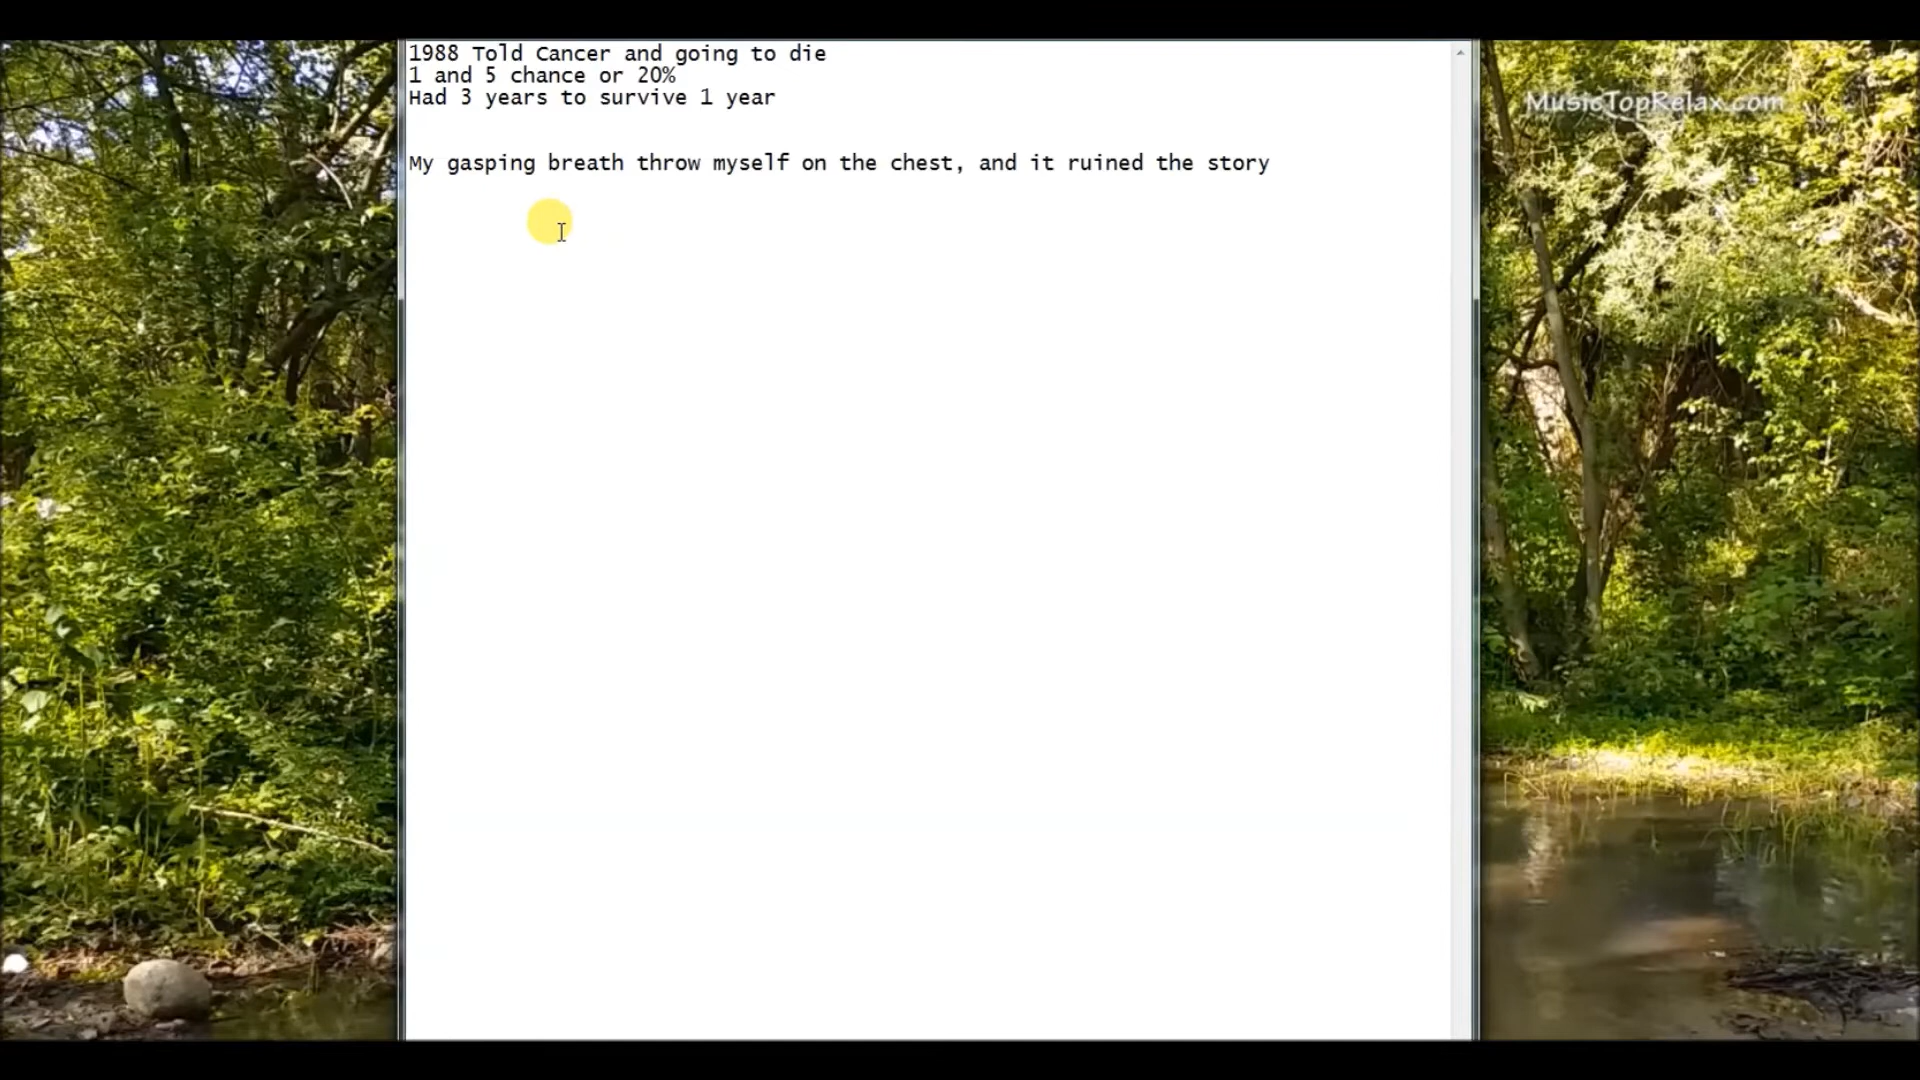 1988 Told Cancer and going to die
1 and 5 chance or 20%
Had 3 years to survive 1 year
My gasping breath throw myself on the chest, and it ruined the story
MusicTopRelax.com